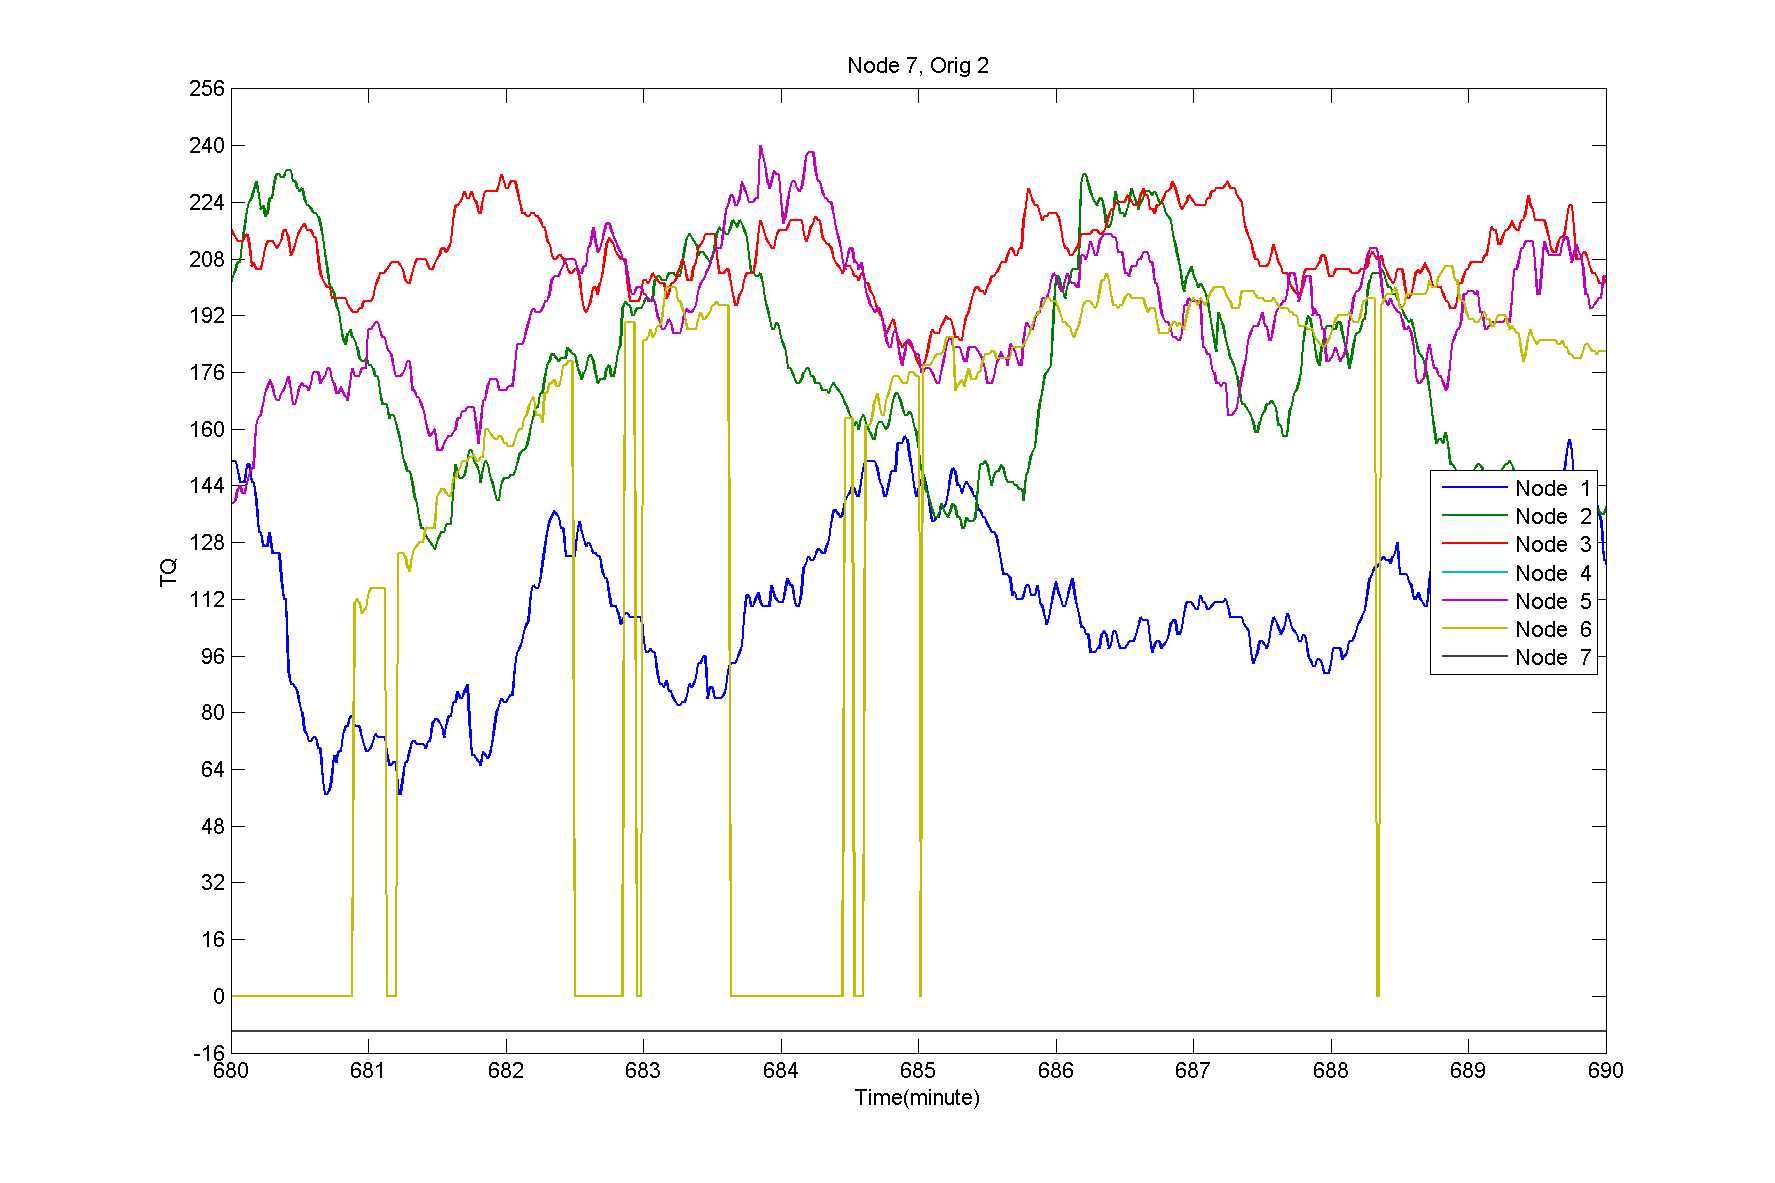 Node 7, Orig 2
256
240
224
208
192
176
160
144
128
112
96
80
64
48
32
16
0
-16
TQ
680 681 682 683 684 685 686 687 688 689 690
Time(minute)
Node 1
Node 2
Node 3
Node 4
Node 5
Node 6
Node 7